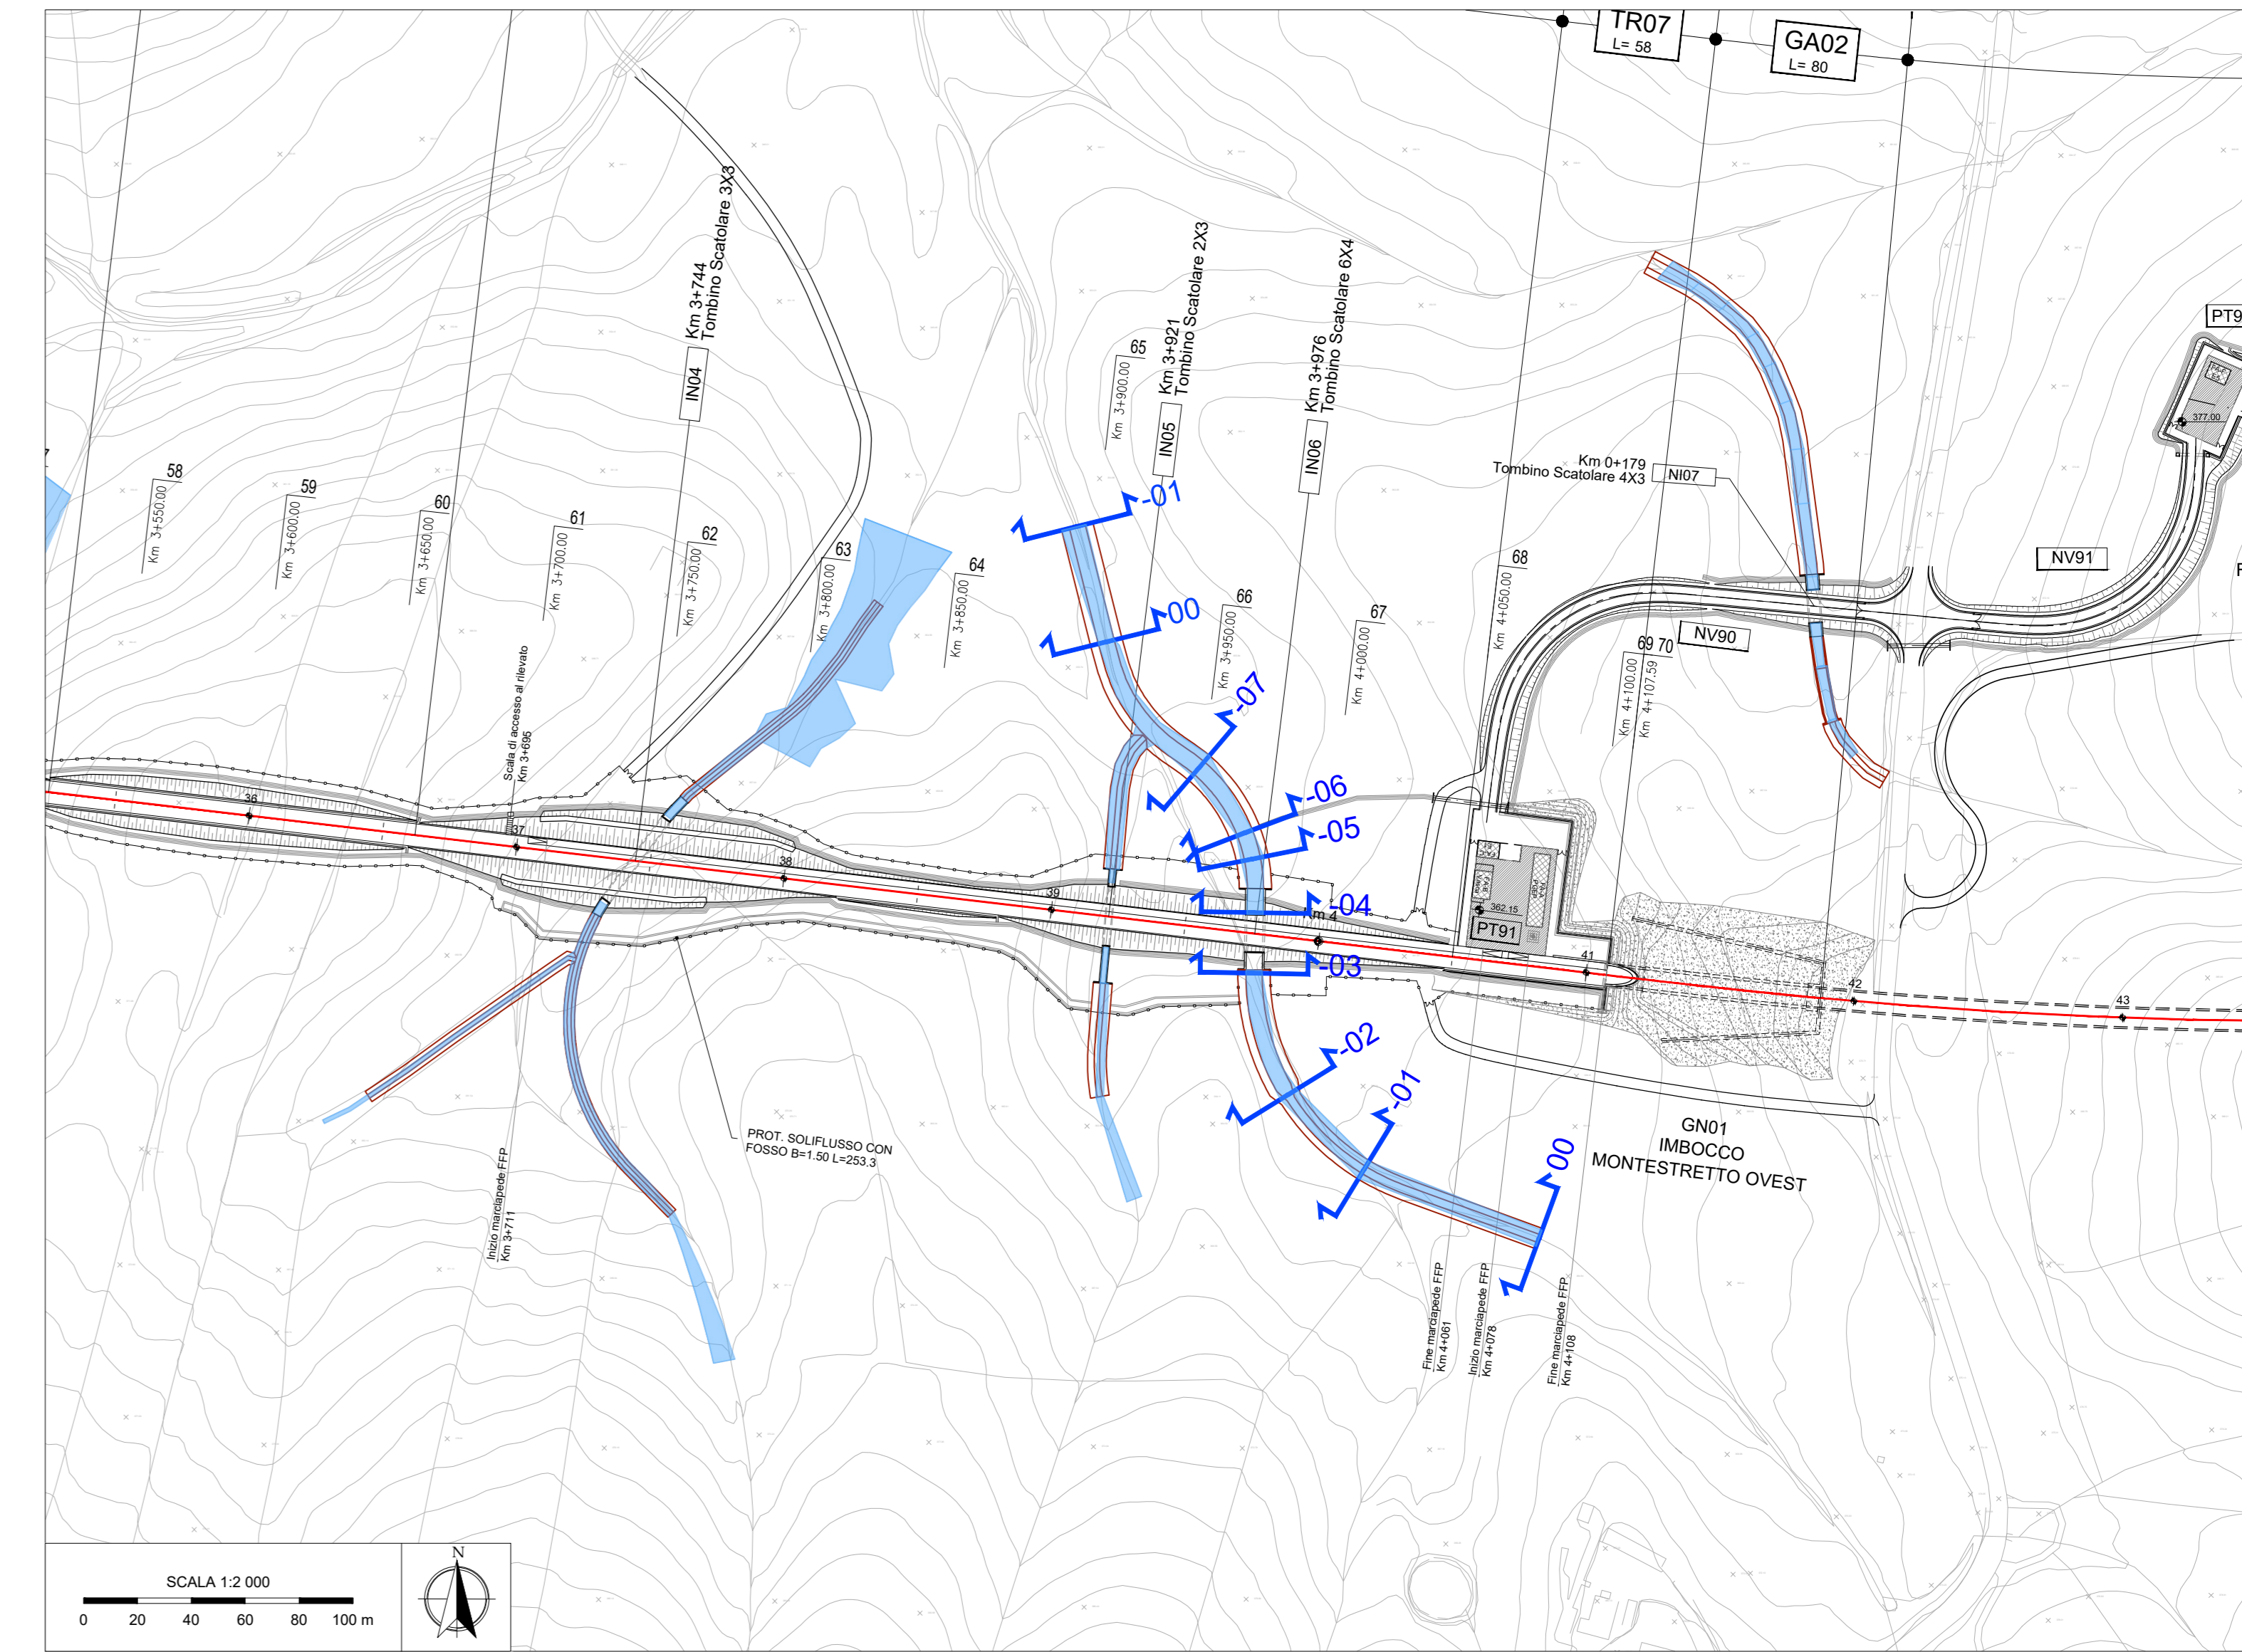 TR07
L= 58
GA02
L= 80
Km 3+744
Tombino Scatolare 3X3
IN04
Km 3+921
Tombino Scatolare 2X3
IN05
Km 3+976
Tombino Scatolare 6X4
IN06
Km 0+179
Tombino Scatolare 4X3
NI07
PT9
377.00
NV91
NV90
58
Km 3+550.00
59
Km 3+600.00
60
Km 3+650.00
61
Km 3+700.00
62
Km 3+750.00
63
Km 3+800.00
64
Km 3+850.00
65
Km 3+900.00
66
Km 3+950.00
67
Km 4+000.00
68
Km 4+050.00
69 70
Km 4+100.00
Km 4+107.59
-01
00
-07
-06
-05
-04
-03
-02
-01
00
Scala di accesso al rilevato
Km 3+695
36
37
38
39
Km 4
41
42
43
362.15
PT91
PROT. SOLIFLUSSO CON
FOSSO B=1.50 L=253.3
Inizio marciapede FFP
Km 3+711
GN01
IMBOCCO
MONTESTRETTO OVEST
Fine marciapede FFP
Km 4+061
Inizio marciapede FFP
Km 4+078
Fine marciapede FFP
Km 4+108
SCALA 1:2 000
0 20 40 60 80 100 m
N